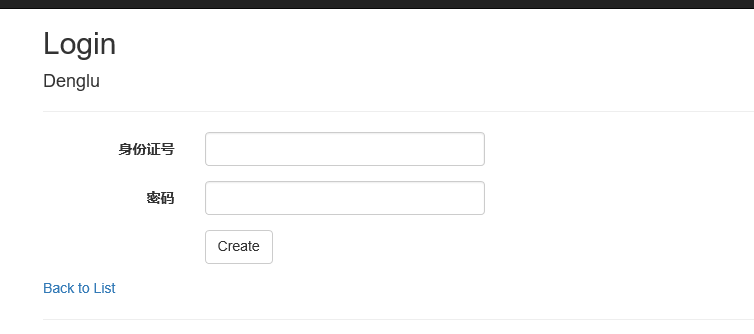 Login
Denglu
身份证号
密码
Create
Back to List